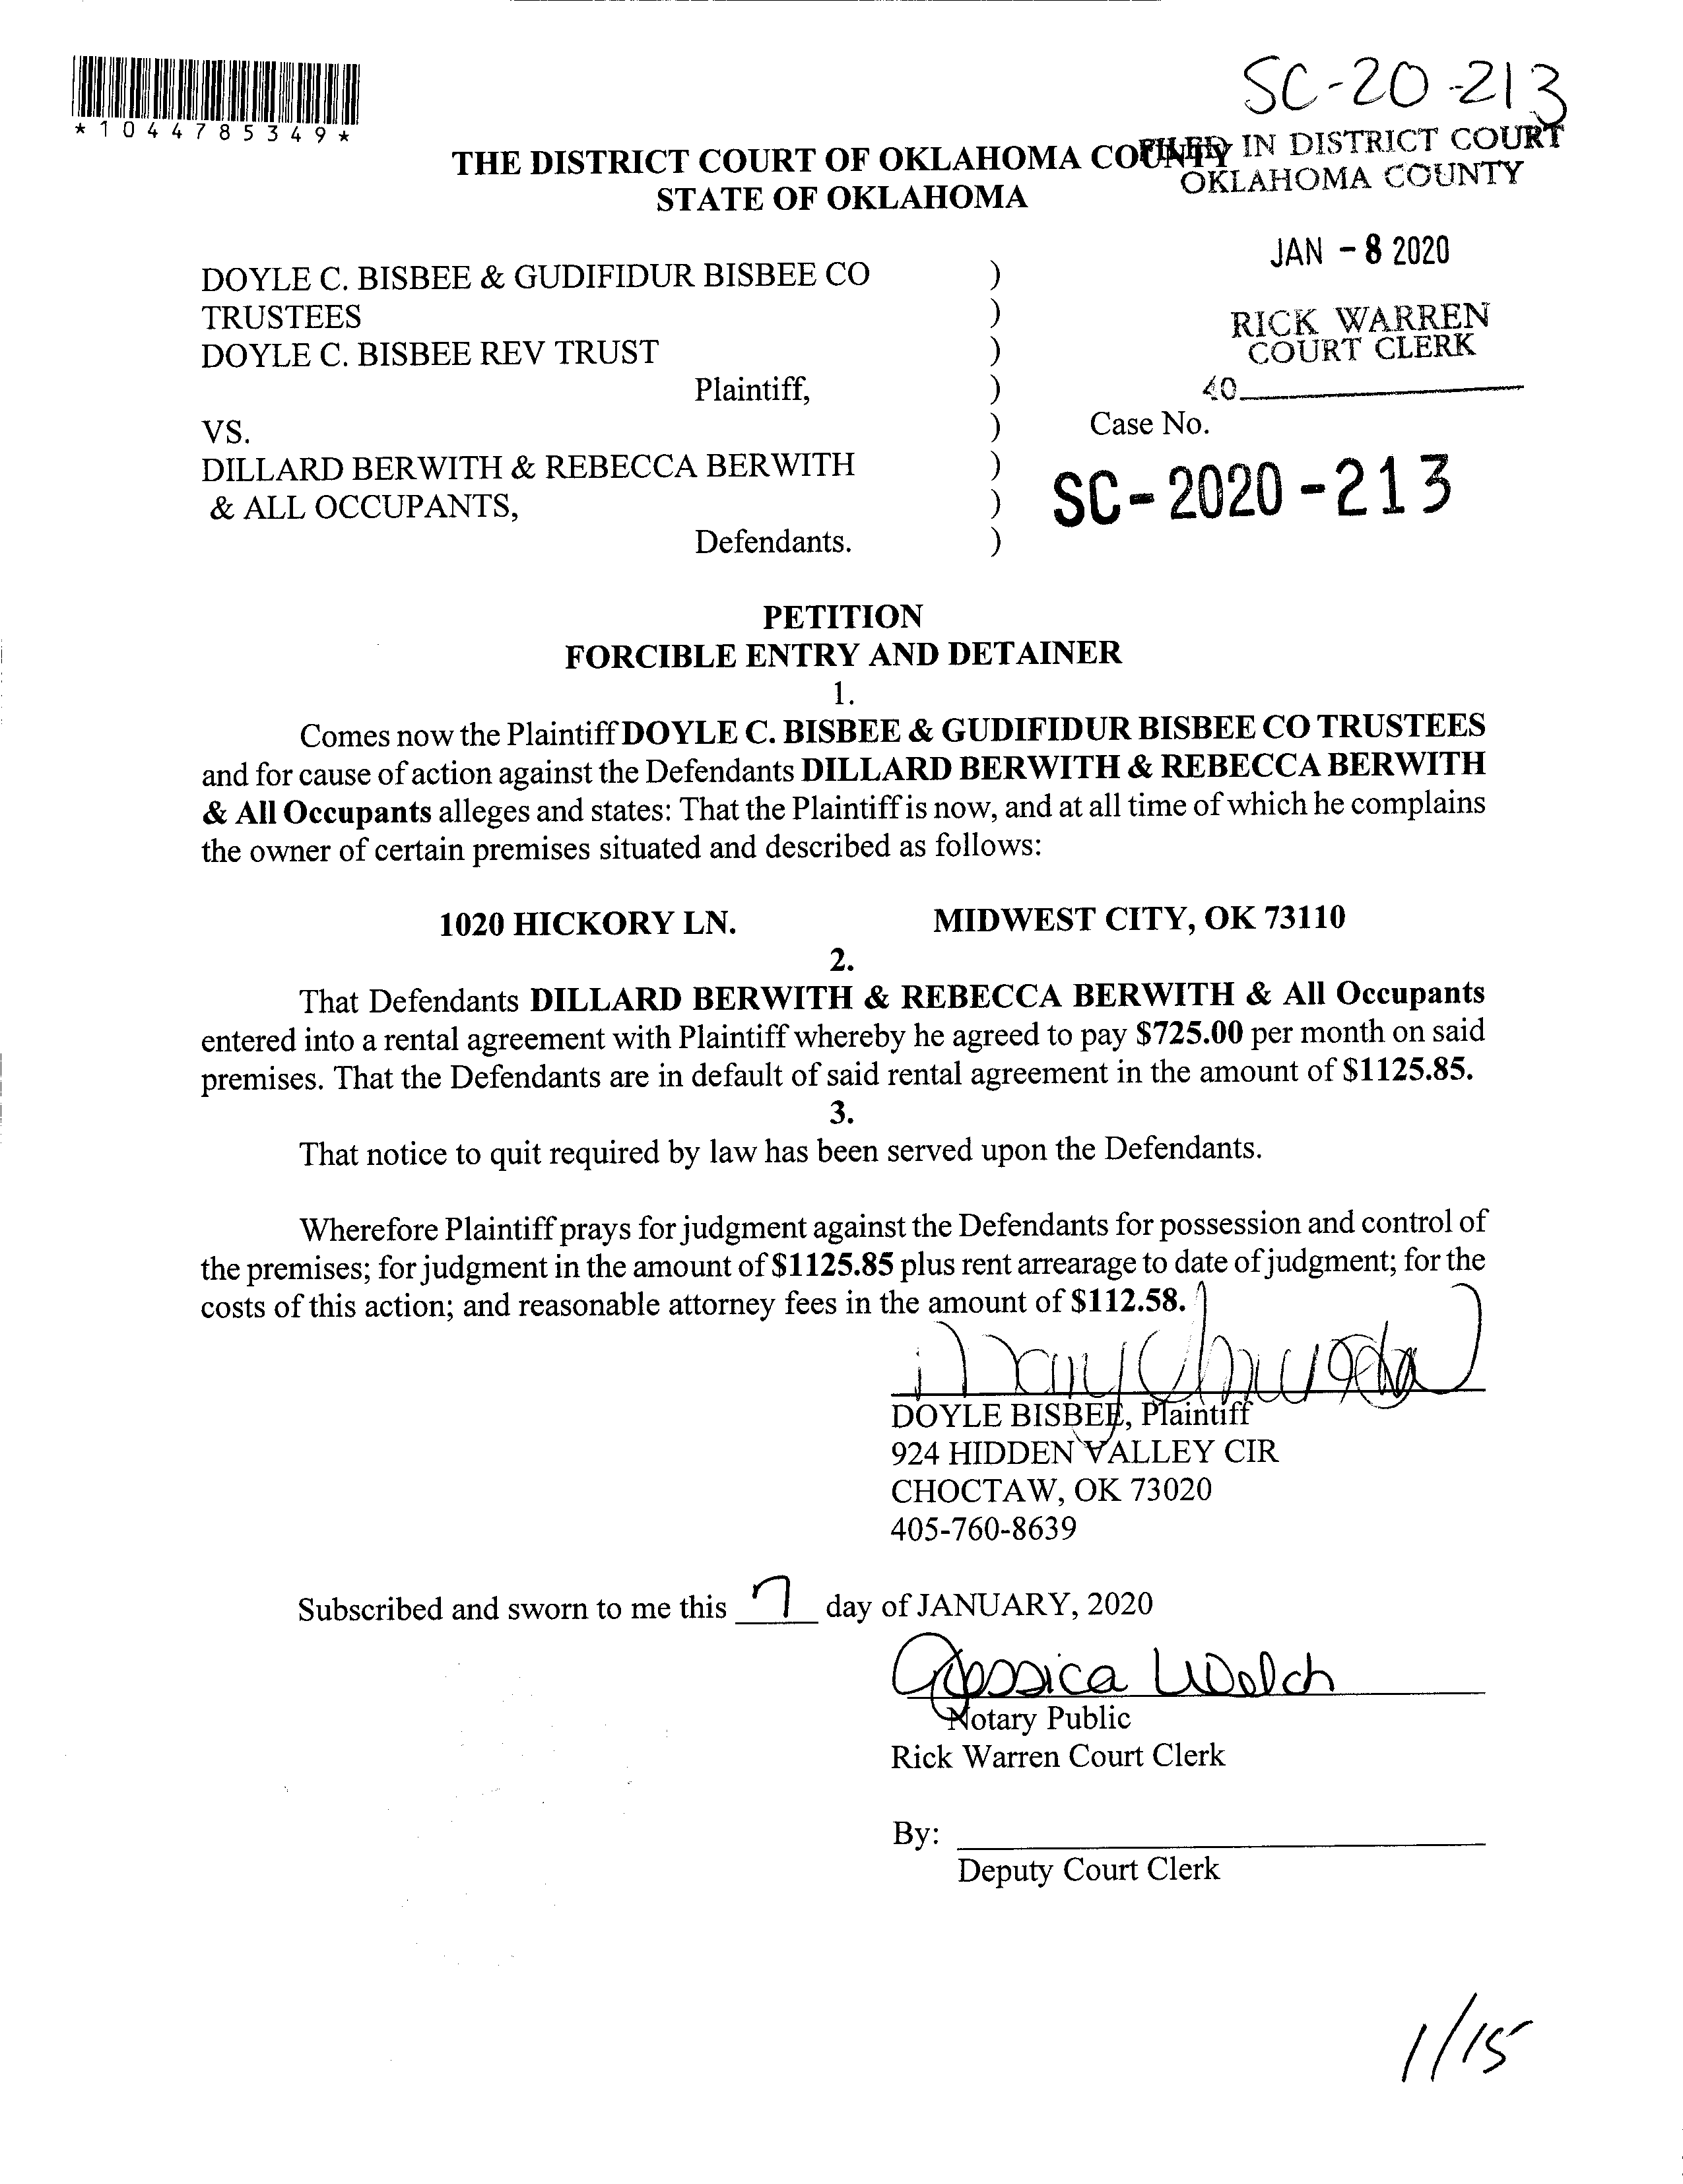 SC-20-213
*1044785349*
THE DISTRICT COURT OF OKLAHOMA COUNTY
STATE OF OKLAHOMA
FILED IN DISTRICT COURT
OKLAHOMA COUNTY
JAN - 8 2020
RICK WARREN
COURT CLERK
40
DOYLE C. BISBEE & GUDIFIDUR BISBEE CO )
TRUSTEES )
DOYLE C. BISBEE REV TRUST )
Plaintiff, )
VS. ) Case No.
DILLARD BERWITH & REBECCA BERWITH )
& ALL OCCUPANTS, ) SC-2020-213
Defendants. )
PETITION
FORCIBLE ENTRY AND DETAINER
1.
Comes now the Plaintiff DOYLE C. BISBEE & GUDIFIDUR BISBEE CO TRUSTEES
and for cause of action against the Defendants DILLARD BERWITH & REBECCA BERWITH
& All Occupants alleges and states: That the Plaintiff is now, and at all time of which he complains
the owner of certain premises situated and described as follows:
1020 HICKORY LN. MIDWEST CITY, OK 73110
2.
That Defendants DILLARD BERWITH & REBECCA BERWITH & All Occupants
entered into a rental agreement with Plaintiff whereby he agreed to pay $725.00 per month on said
premises. That the Defendants are in default of said rental agreement in the amount of $1125.85.
3.
That notice to quit required by law has been served upon the Defendants.
Wherefore Plaintiff prays for judgment against the Defendants for possession and control of
the premises; for judgment in the amount of $1125.85 plus rent arrearage to date of judgment; for the
costs of this action; and reasonable attorney fees in the amount of $112.58.
DOYLE BISBEE, Plaintiff
924 HIDDEN VALLEY CIR
CHOCTAW, OK 73020
405-760-8639
Subscribed and sworn to me this 7 day of JANUARY, 2020
Jessica Welch
Notary Public
Rick Warren Court Clerk
By:
Deputy Court Clerk
1/15